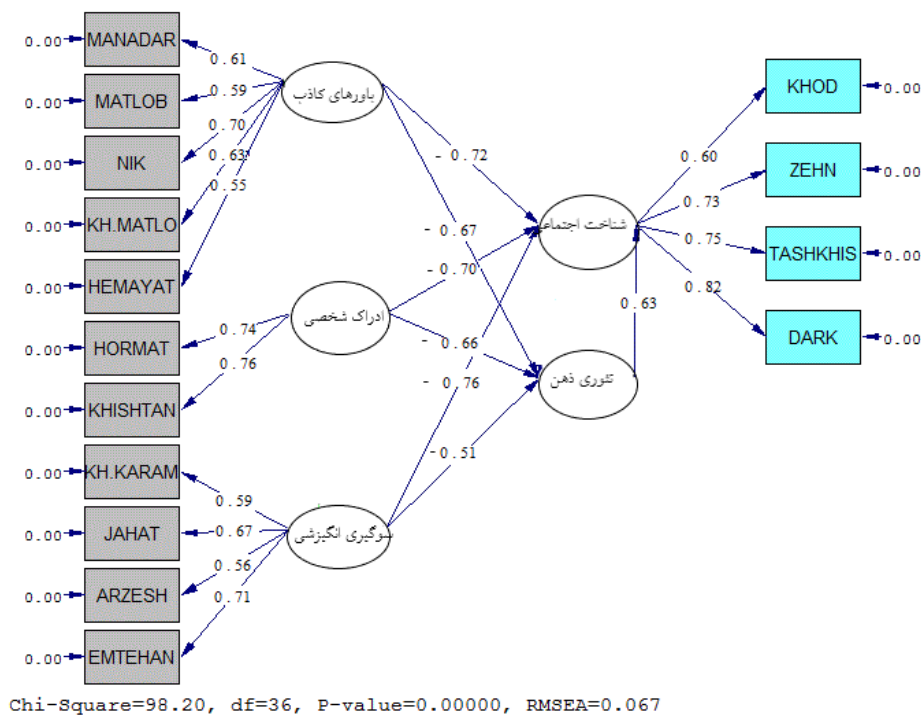 0.00 MANADAR
0.00 MATLOB
0.00 NIK
0.00 KH.MATLO
0.00 HEMAYAT
0.00 HORMAT
0.00 KHISHTAN
0.00 KH.KARAM
0.00 JAHAT
0.00 ARZESH
0.00 EMTEHAN
0.61
0.59
0.70
0.63
0.55
0.74
0.76
0.59
0.67
0.56
0.71
باورهای کاذب
ادراک شخصی
سوگیری انگیزشی
- 0.72
- 0.67
- 0.70
- 0.66
- 0.76
-0.51
شناخت اجتماعی
تئوری ذهن
0.63
0.60
0.73
0.75
0.82
KHOD 0.00
ZEHN 0.00
TASHKHIS 0.00
DARK 0.00
Chi-Square=98.20, df=36, P-value=0.00000, RMSEA=0.067